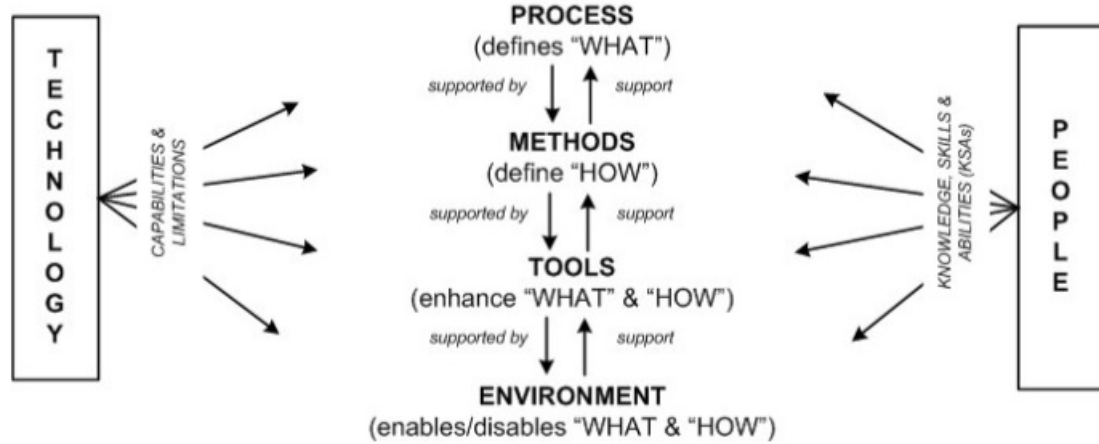 TECHNOLOGY
CAPABILITIES &
LIMITATIONS
PROCESS
(defines “WHAT”)
supported by
support
METHODS
(define “HOW”)
supported by
support
TOOLS
(enhance “WHAT” & “HOW”)
supported by
support
ENVIRONMENT
(enables/disables “WHAT & “HOW”)
KNOWLEDGE, SKILLS &
ABILITIES (KSAs)
PEOPLE